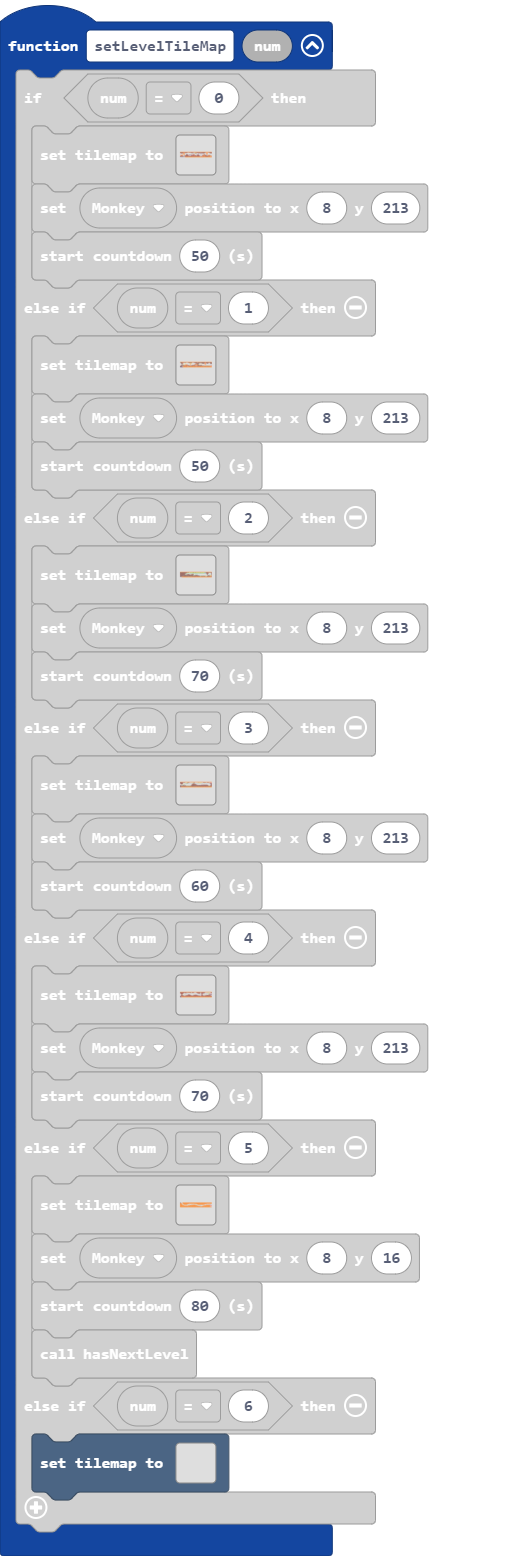 function setLevelTileMap num
if num = 0 then
set tilemap to
set Monkey position to x 8 y 213
start countdown 50 (s)
else if num = 1 then
set tilemap to
set Monkey position to x 8 y 213
start countdown 50 (s)
else if num = 2 then
set tilemap to
set Monkey position to x 8 y 213
start countdown 70 (s)
else if num = 3 then
set tilemap to
set Monkey position to x 8 y 213
start countdown 60 (s)
else if num = 4 then
set tilemap to
set Monkey position to x 8 y 213
start countdown 70 (s)
else if num = 5 then
set tilemap to
set Monkey position to x 8 y 16
start countdown 80 (s)
call hasNextLevel
else if num = 6 then
set tilemap to